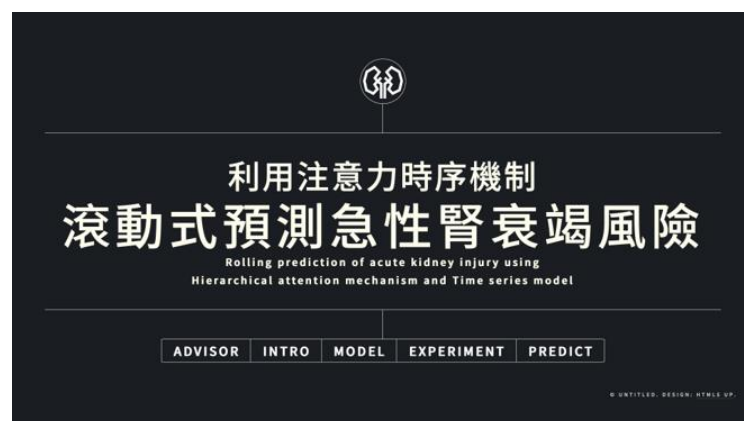 利用注意力時序機制
滾動式預測急性腎衰竭風險
Rolling prediction of acute kidney injury using
Hierarchical attention mechanism and Time series model
ADVISOR INTRO MODEL EXPERIMENT PREDICT
© UNTITLED. DESIGN: HTML5 UP.